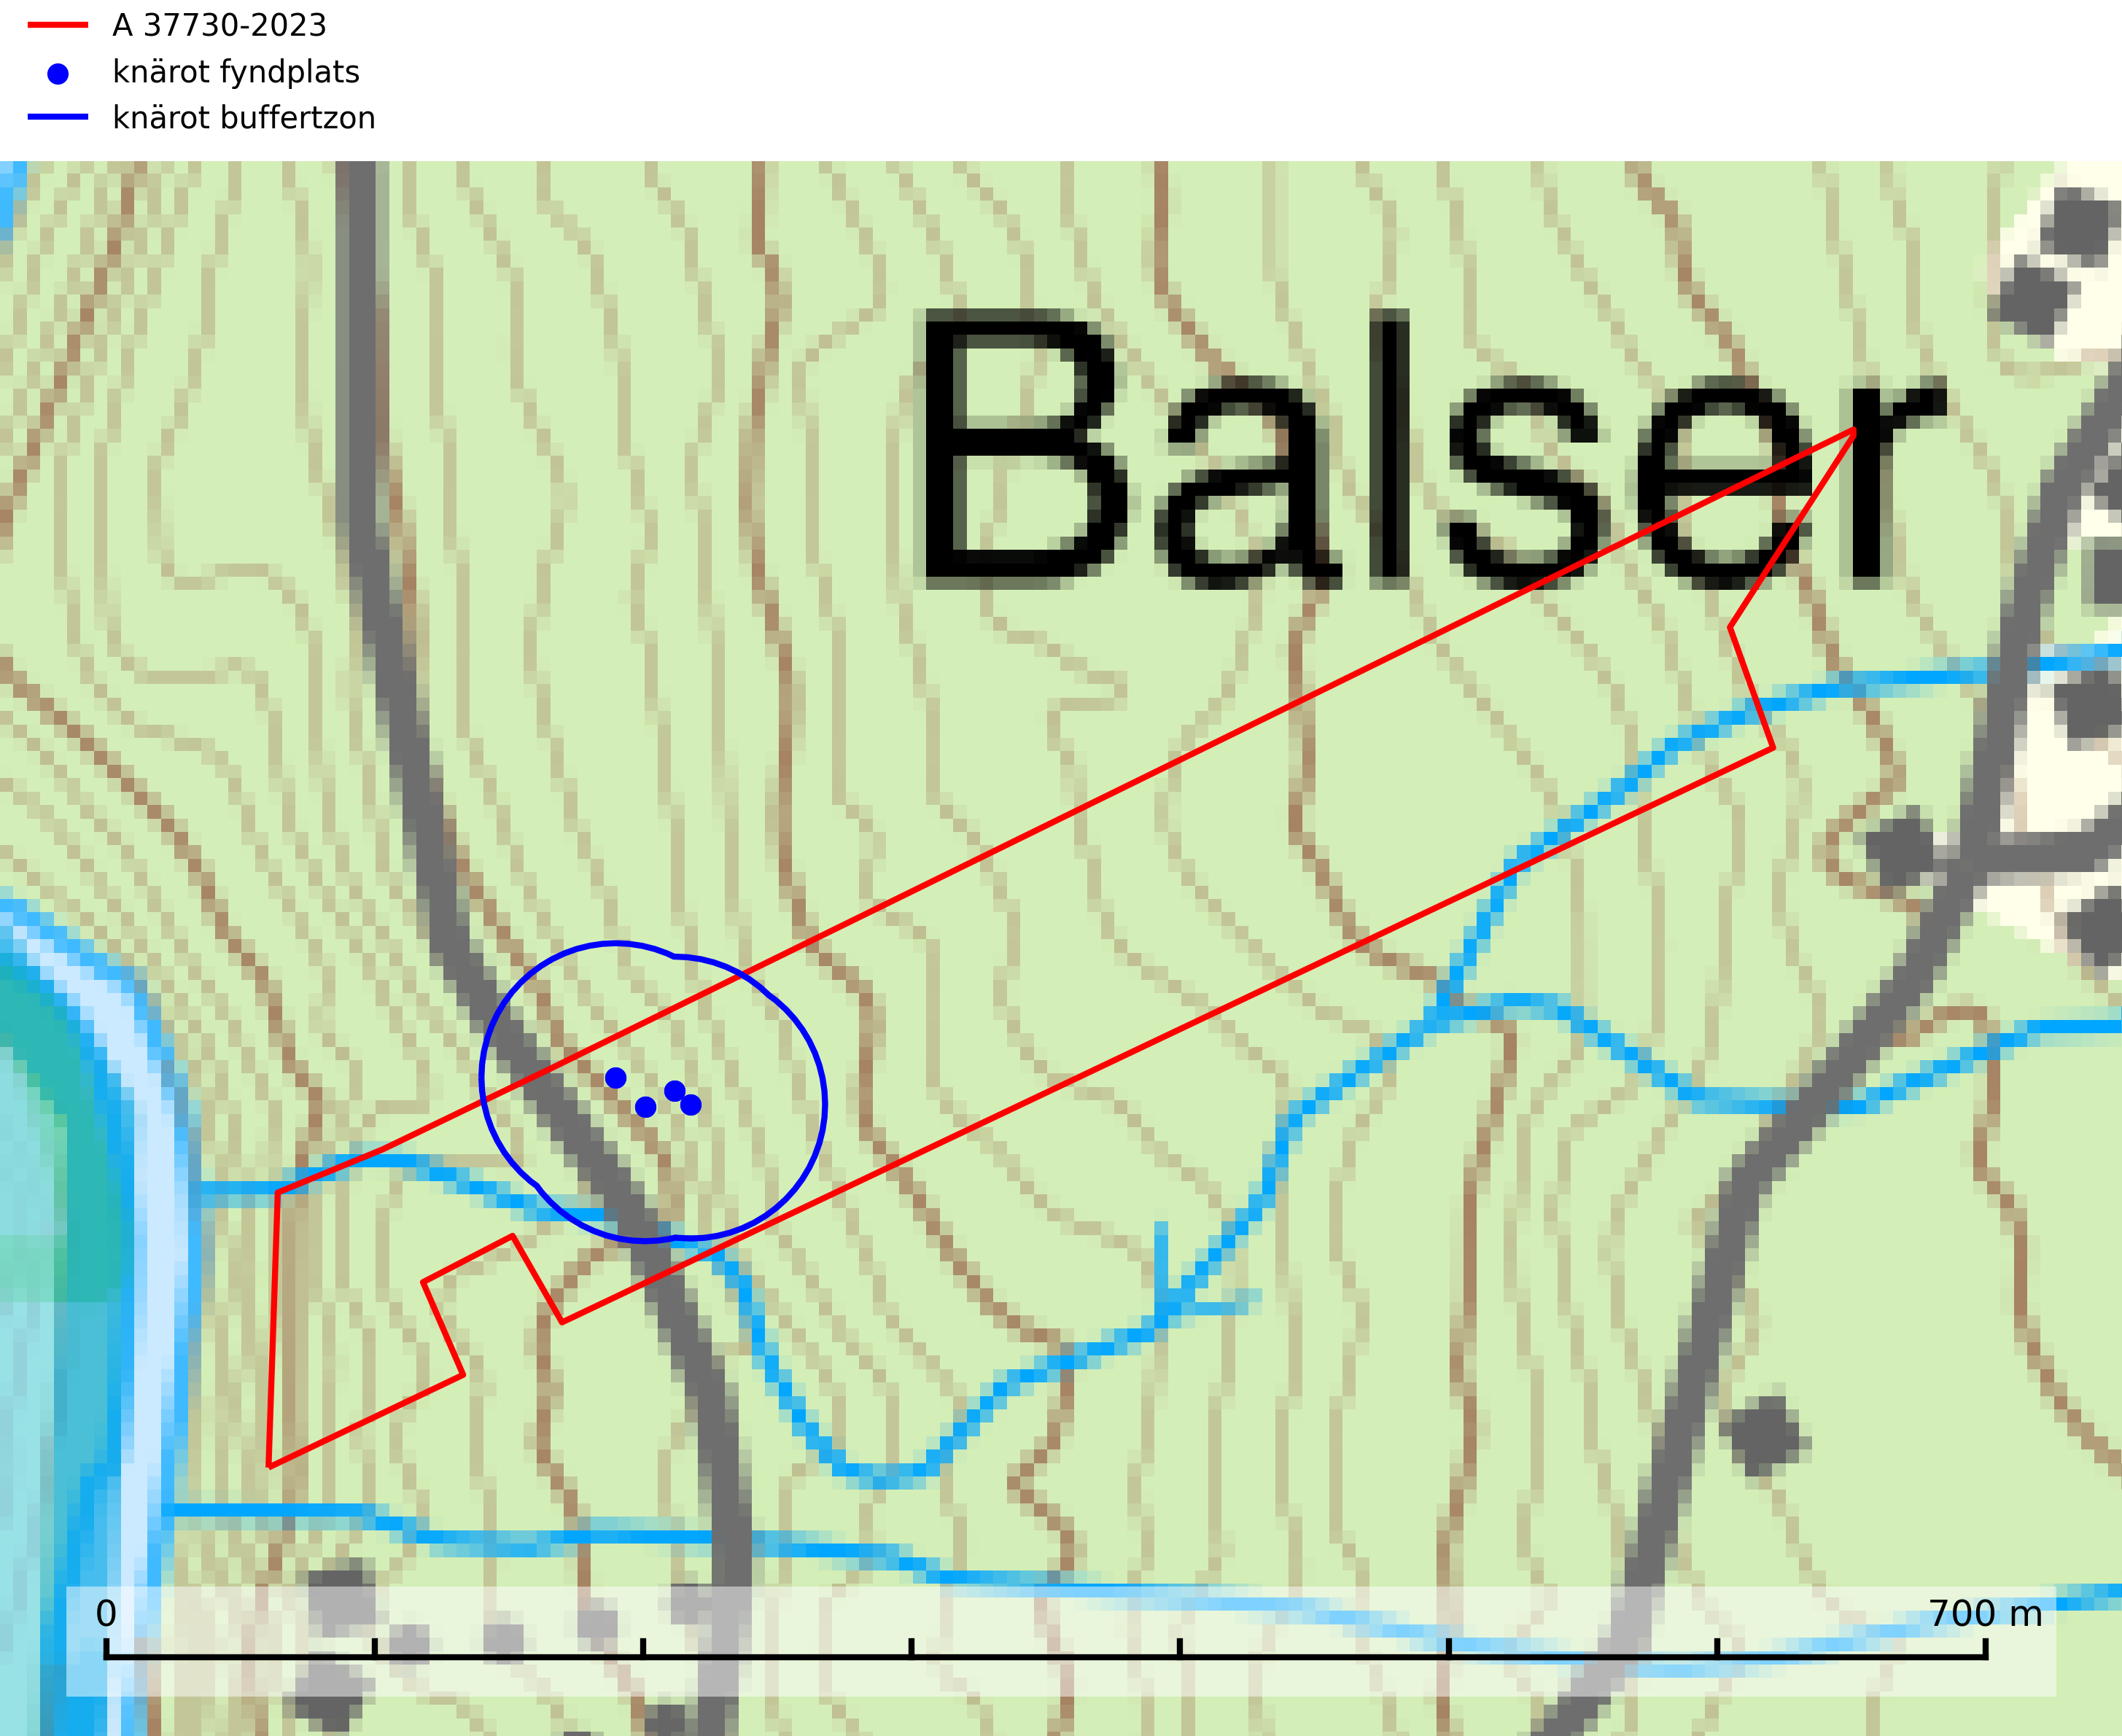 A 37730-2023
knärot fyndplats
knärot buffertzon
Balser
0
700 m